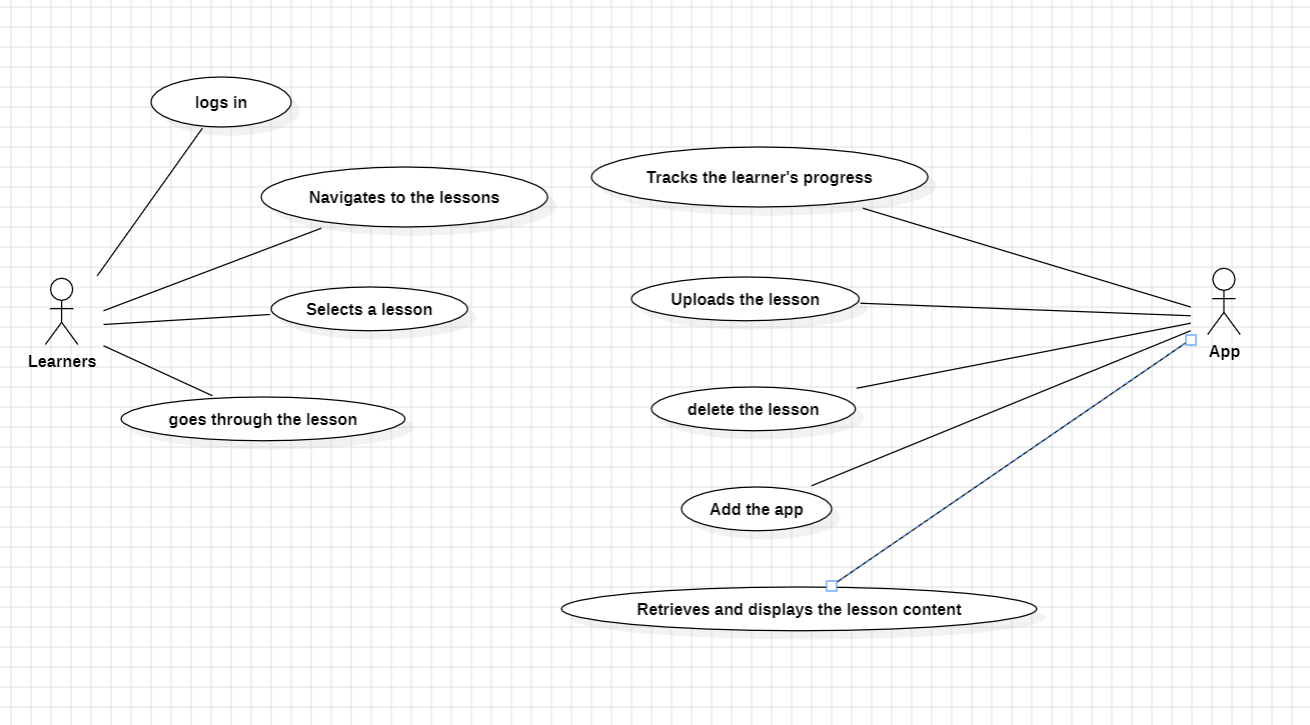 logs in
Navigates to the lessons
Selects a lesson
Learners
goes through the lesson
Tracks the learner's progress
Uploads the lesson
App
delete the lesson
Add the app
Retrieves and displays the lesson content